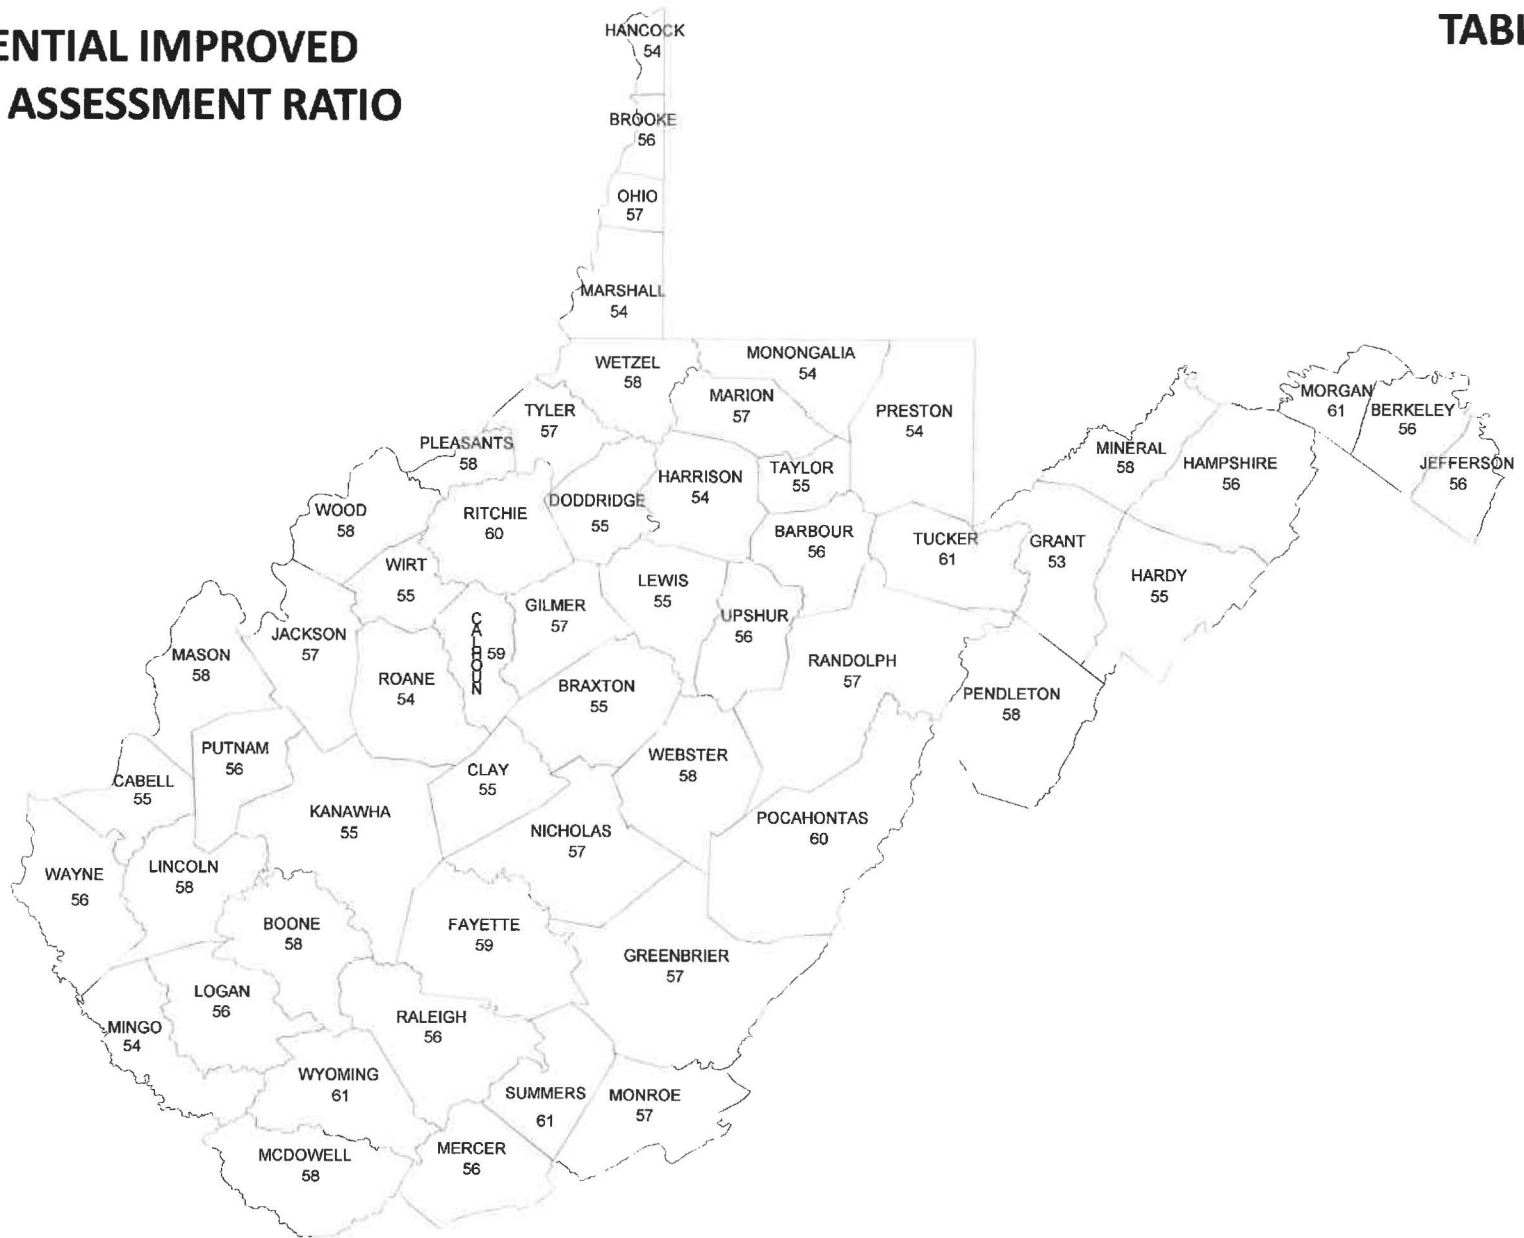 ENTIAL IMPROVED
ASSESSMENT RATIO
TABL
HANCOCK
54
BROOKE
56
OHIO
57
MARSHALL
54
WETZEL
58
MONONGALIA
54
MARION
57
TYLER
57
PRESTON
54
PLEASANTS
58
MORGAN
61
BERKELEY
56
JEFFERSON
56
MINERAL
58
HAMPSHIRE
56
HARRISON
54
TAYLOR
55
DODDRIDGE
55
RITCHIE
60
WOOD
58
BARBOUR
56
TUCKER
61
GRANT
53
HARDY
55
WIRT
55
LEWIS
55
GILMER
57
UPSHUR
56
CALHOUN
59
JACKSON
57
MASON
58
ROANE
54
BRAXTON
55
RANDOLPH
57
PENDLETON
58
PUTNAM
56
CABELL
55
CLAY
55
WEBSTER
58
KANAWHA
55
NICHOLAS
57
POCAHONTAS
60
WAYNE
56
LINCOLN
58
BOONE
58
FAYETTE
59
GREENBRIER
57
LOGAN
56
MINGO
54
RALEIGH
56
WYOMING
61
SUMMERS
61
MONROE
57
MCDOWELL
58
MERCER
56